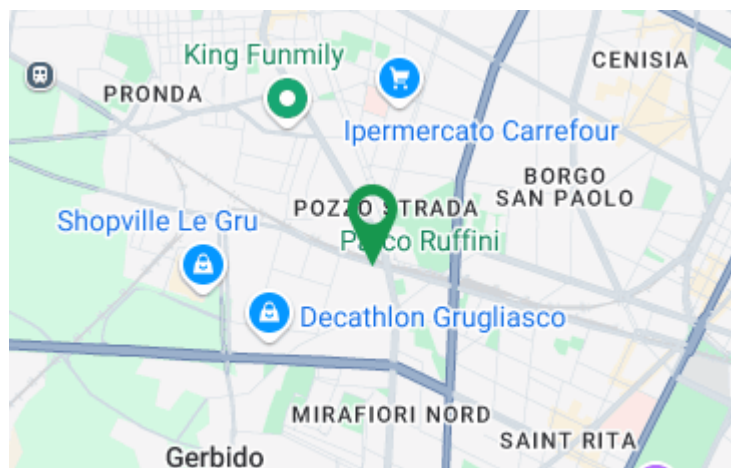 King Funmily
CENISIA
PRONDA
Ipermercato Carrefour
BORGO
SAN PAOLO
POZZO STRADA
Shopville Le Gru
Parco Ruffini
Decathlon Grugliasco
MIRAFIORI NORD
SAINT RITA
Gerbido